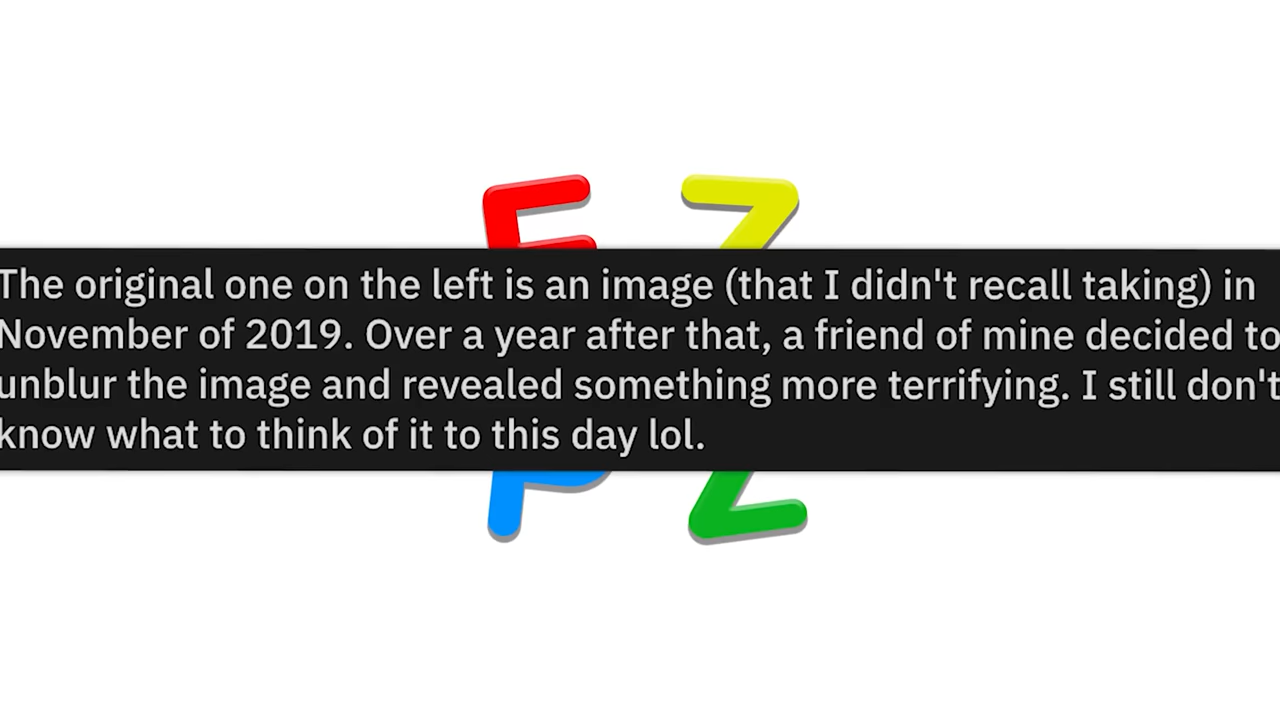 E Z
The original one on the left is an image (that I didn't recall taking) in
November of 2019. Over a year after that, a friend of mine decided to
unblur the image and revealed something more terrifying. I still don't
know what to think of it to this day lol.
P Z